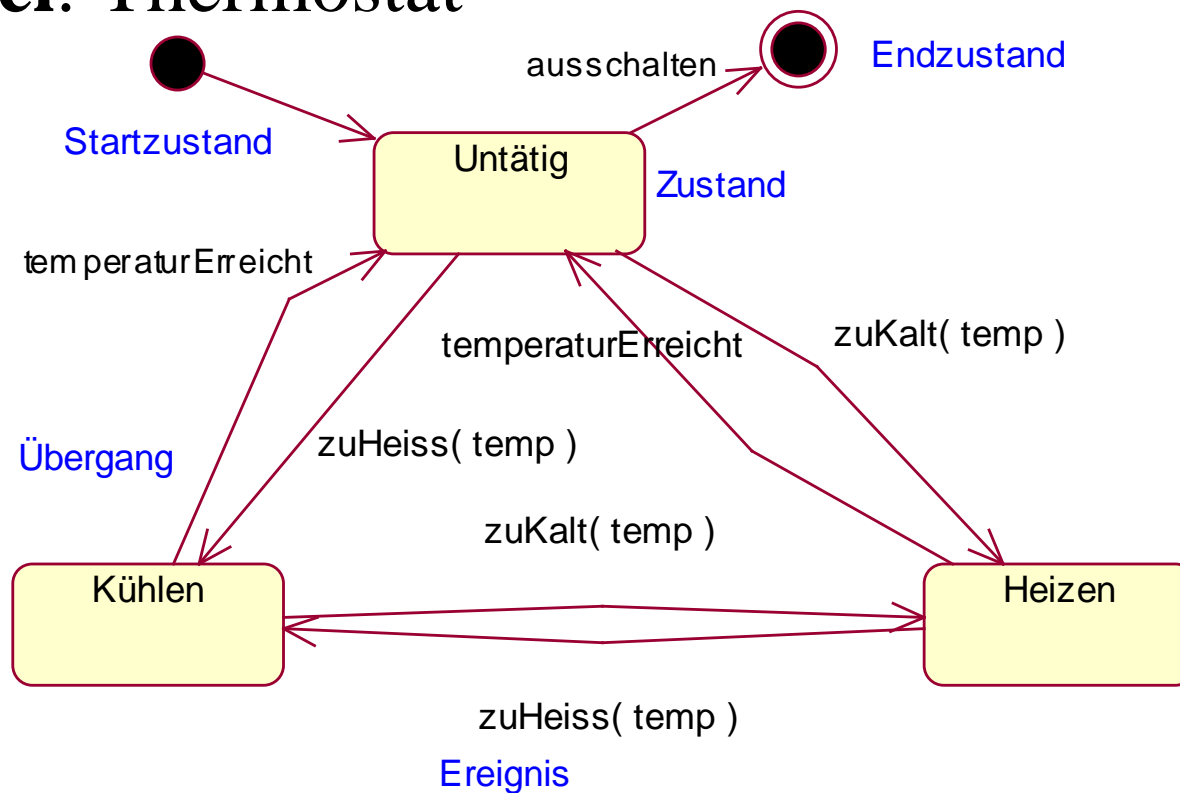 : Thermostat
ausschalten
Endzustand
Startzustand
Untätig
Zustand
temperaturErreicht
temperaturErreicht
zuKalt( temp )
zuHeiss( temp )
Übergang
zuKalt( temp )
Kühlen
Heizen
zuHeiss( temp )
Ereignis